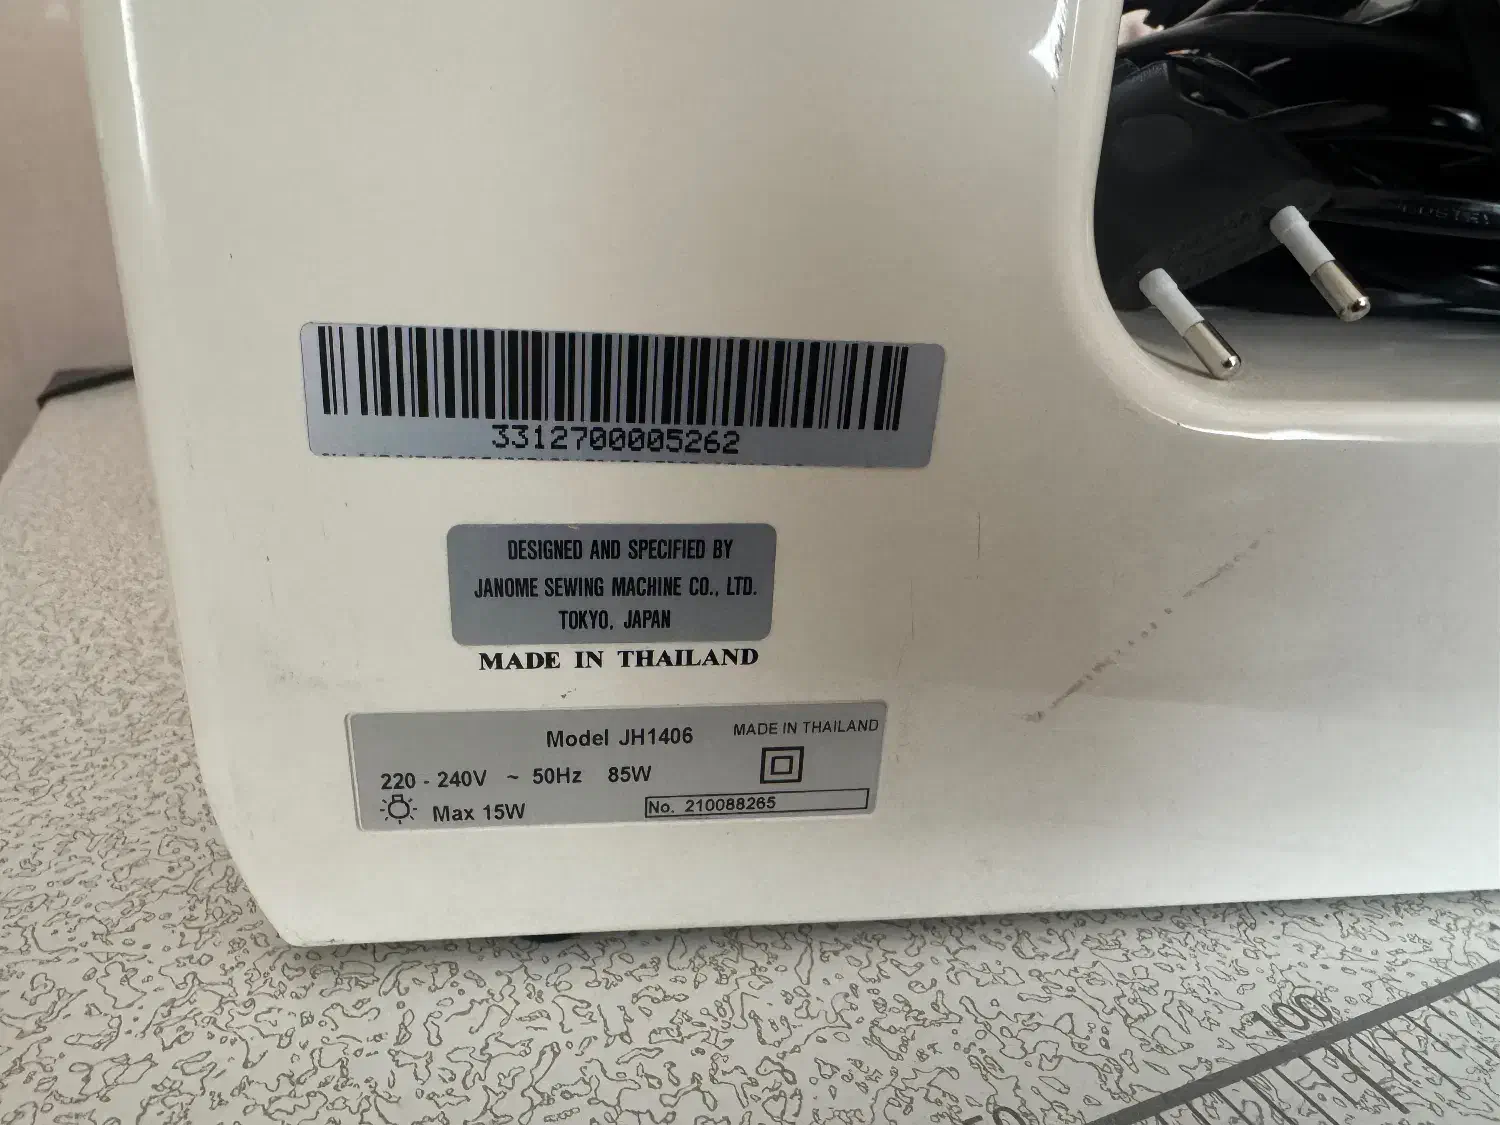 3312700005262
DESIGNED AND SPECIFIED BY
JANOME SEWING MACHINE CO., LTD.
TOKYO, JAPAN
MADE IN THAILAND
Model JH1406
MADE IN THAILAND
220 - 240V ~ 50Hz 85W
Max 15W
No. 210088265
100